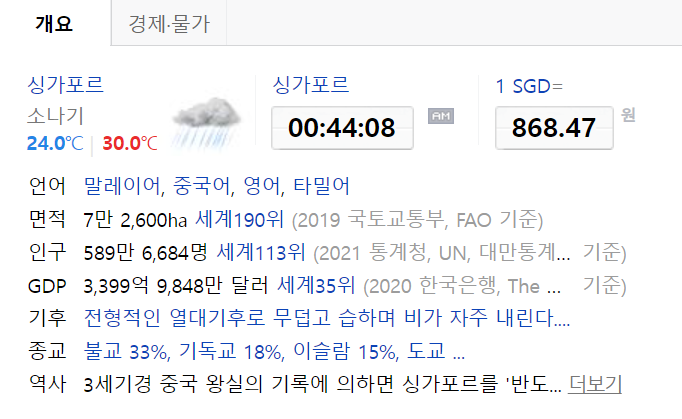 개요 경제·물가
싱가포르 싱가포르 1 SGD=
소나기
24.0℃ 30.0℃ 00:44:08 AM 868.47 원
언어 말레이어, 중국어, 영어, 타밀어
면적 7만 2,600ha 세계190위 (2019 국토교통부, FAO 기준)
인구 589만 6,684명 세계113위 (2021 통계청, UN, 대만통계... 기준)
GDP 3,399억 9,848만 달러 세계35위 (2020 한국은행, The ... 기준)
기후 전형적인 열대기후로 무덥고 습하며 비가 자주 내린다....
종교 불교 33%, 기독교 18%, 이슬람 15%, 도교 ...
역사 3세기경 중국 왕실의 기록에 의하면 싱가포르를 '반도... 더보기